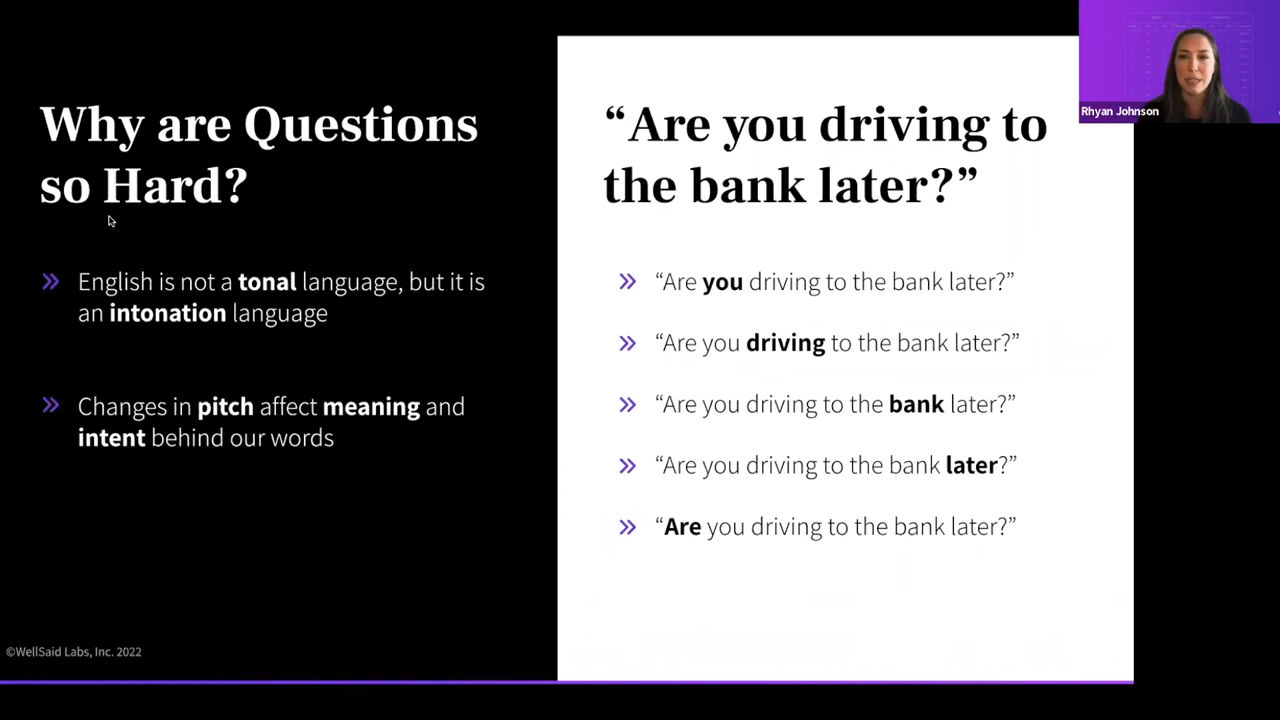 Why are Questions
so Hard?
English is not a tonal language, but it is
an intonation language
Changes in pitch affect meaning and
intent behind our words
©WellSaid Labs, Inc. 2022
“Are you driving to
the bank later?”
“Are you driving to the bank later?”
“Are you driving to the bank later?”
“Are you driving to the bank later?”
“Are you driving to the bank later?”
“Are you driving to the bank later?”
Rhyan Johnson